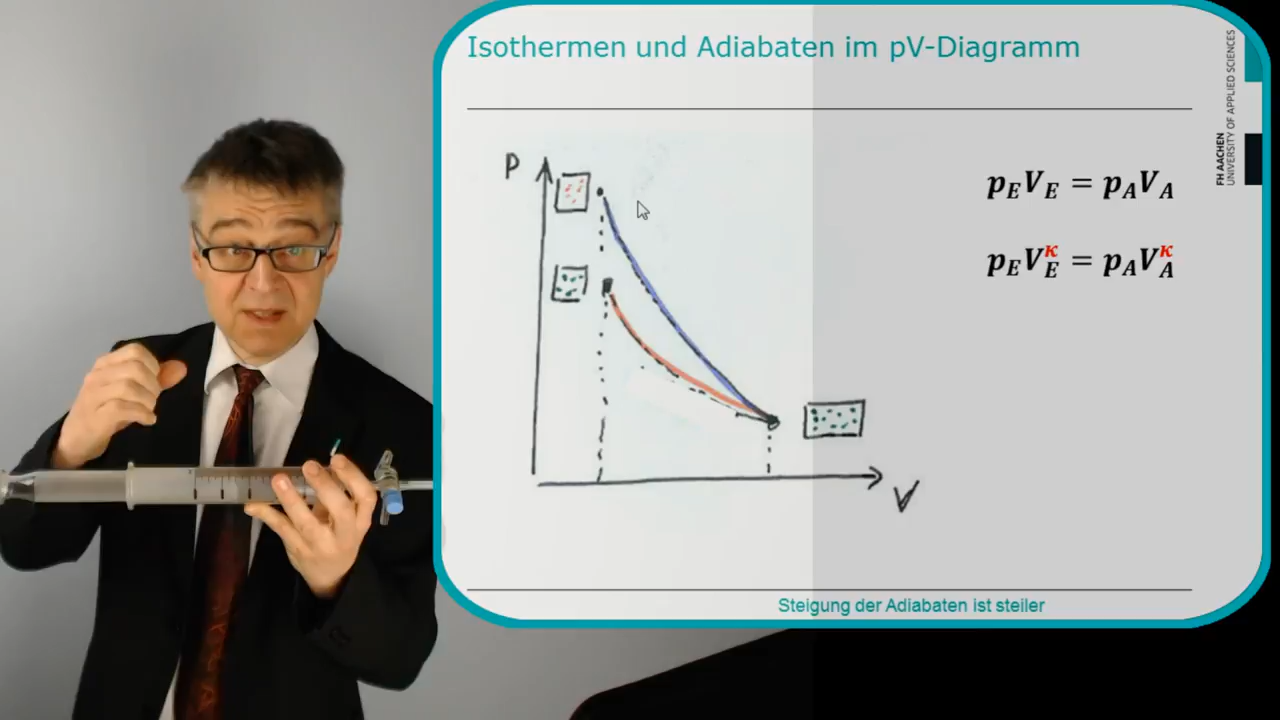 Isothermen und Adiabaten im pV-Diagramm
FH AACHEN
UNIVERSITY OF APPLIED SCIENCES
P
V
p_E V_E = p_A V_A
p_E V_E^κ = p_A V_A^κ
Steigung der Adiabaten ist steiler